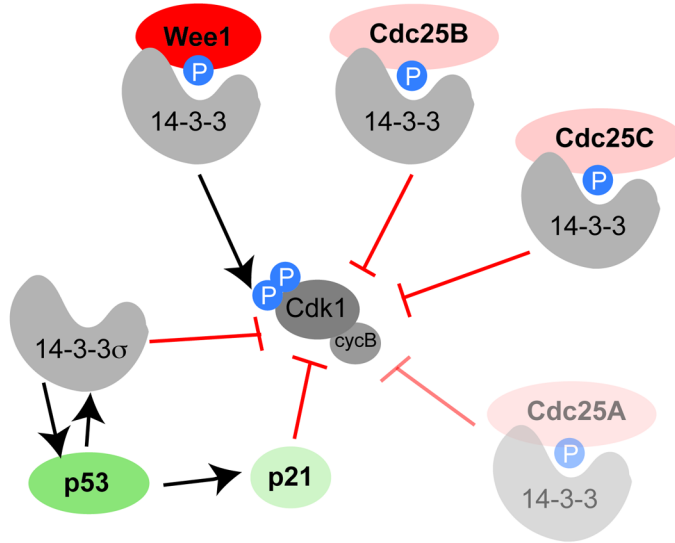 Wee1
P
14-3-3
Cdc25B
P
14-3-3
Cdc25C
P
14-3-3
P
P
Cdk1
cycB
14-3-3σ
p53
p21
Cdc25A
P
14-3-3